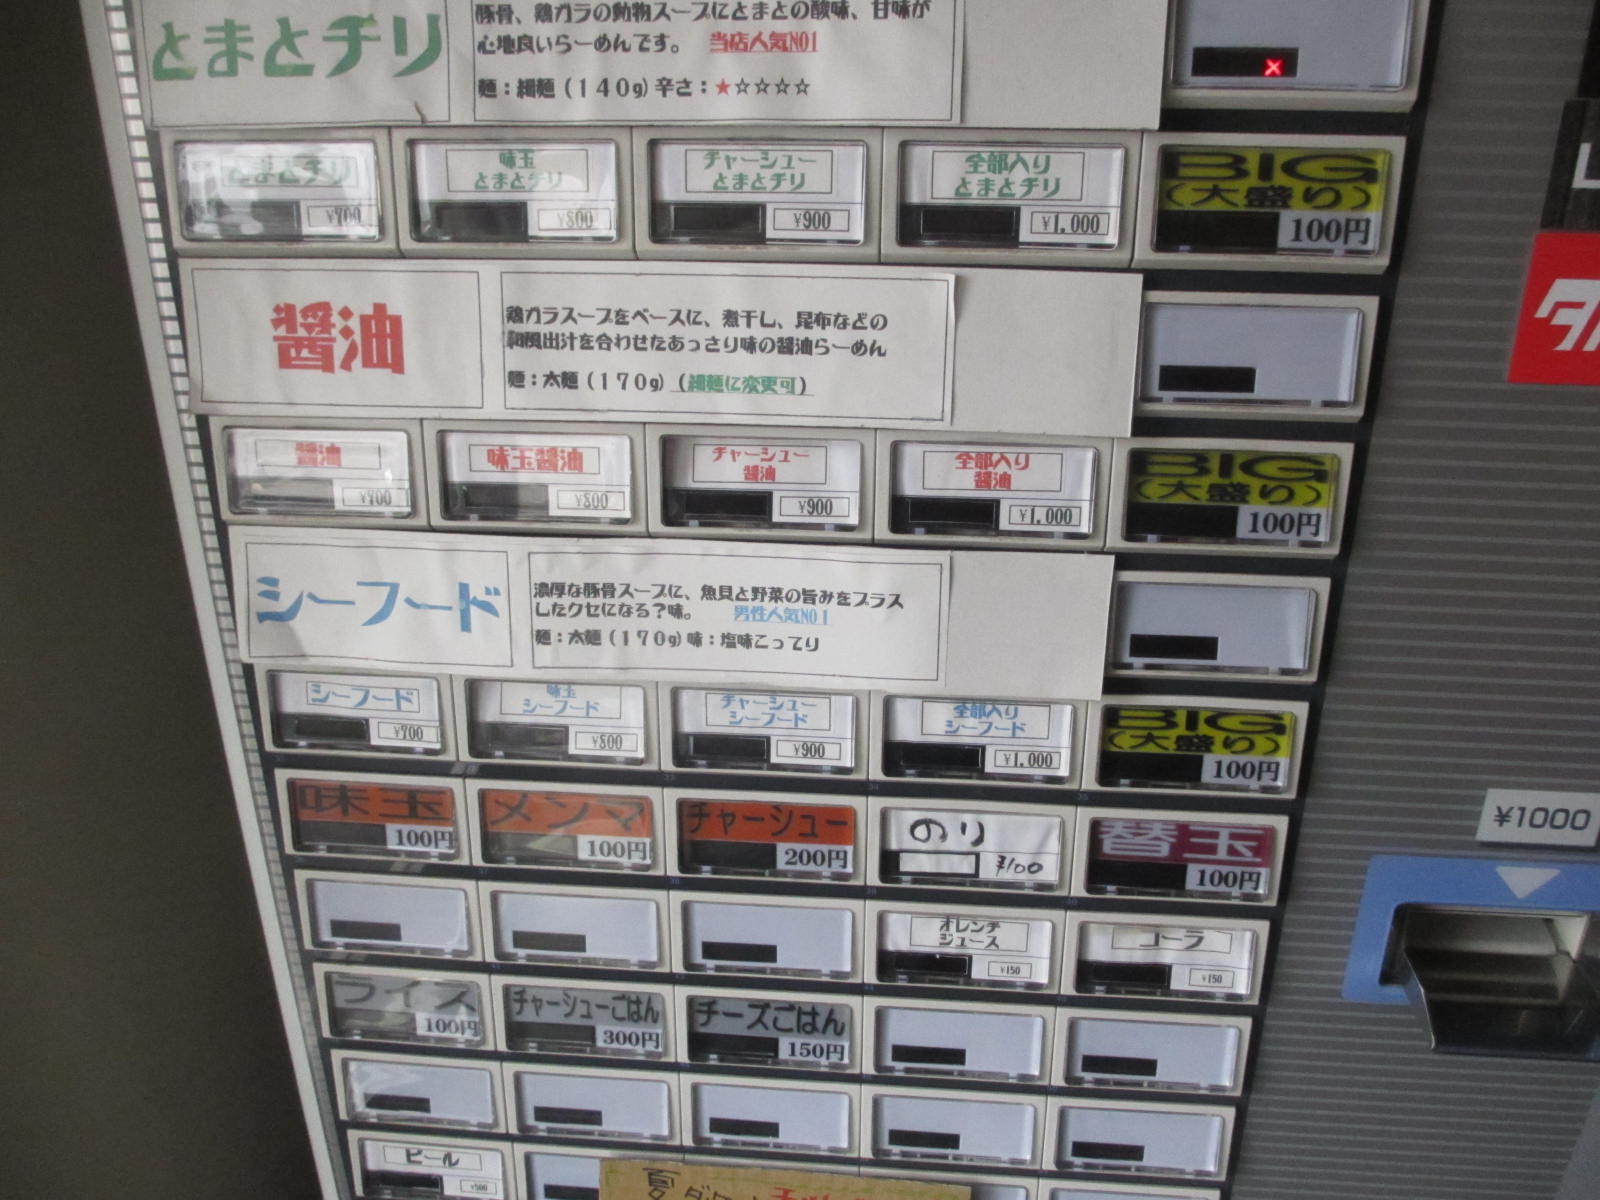 とまとチリ
豚骨、鶏ガラの動物スープにとまとの酸味、甘味が
心地良いらーめんです。 当店人気NO1
麺:細麺(140g)辛さ:★☆☆☆☆
×
とまとチリ
¥700
味玉
とまとチリ
¥800
チャーシュー
とまとチリ
¥900
全部入り
とまとチリ
¥1,000
BIG
(大盛り)
100円
醤油
鶏ガラスープをベースに、煮干し、昆布などの
和風出汁を合わせたあっさり味の醤油らーめん
麺:太麺(170g)(細麺に変更可)
醤油
¥700
味玉醤油
¥800
チャーシュー
醤油
¥900
全部入り
醤油
¥1,000
BIG
(大盛り)
100円
シーフード
濃厚な豚骨スープに、魚貝と野菜の旨みをプラス
したクセになる?味。 男性人気NO1
麺:太麺(170g)味:塩味こってり
シーフード
¥700
味玉
シーフード
¥800
チャーシュー
シーフード
¥900
全部入り
シーフード
¥1,000
BIG
(大盛り)
100円
味玉
100円
メンマ
100円
チャーシュー
200円
のり
¥100
替玉
100円
オレンヂ
ジュース
¥150
コーラ
¥150
ライス
100円
チャーシューごはん
300円
チーズごはん
150円
ビール
¥500
¥1000